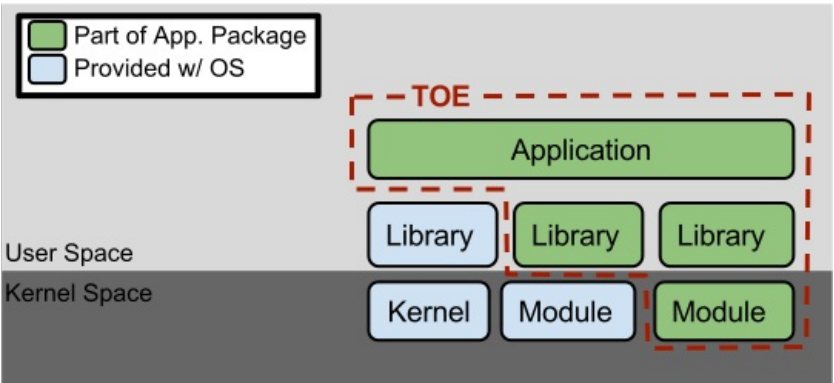 Part of App. Package
Provided w/ OS
TOE
Application
Library Library Library
User Space
Kernel Space
Kernel Module Module